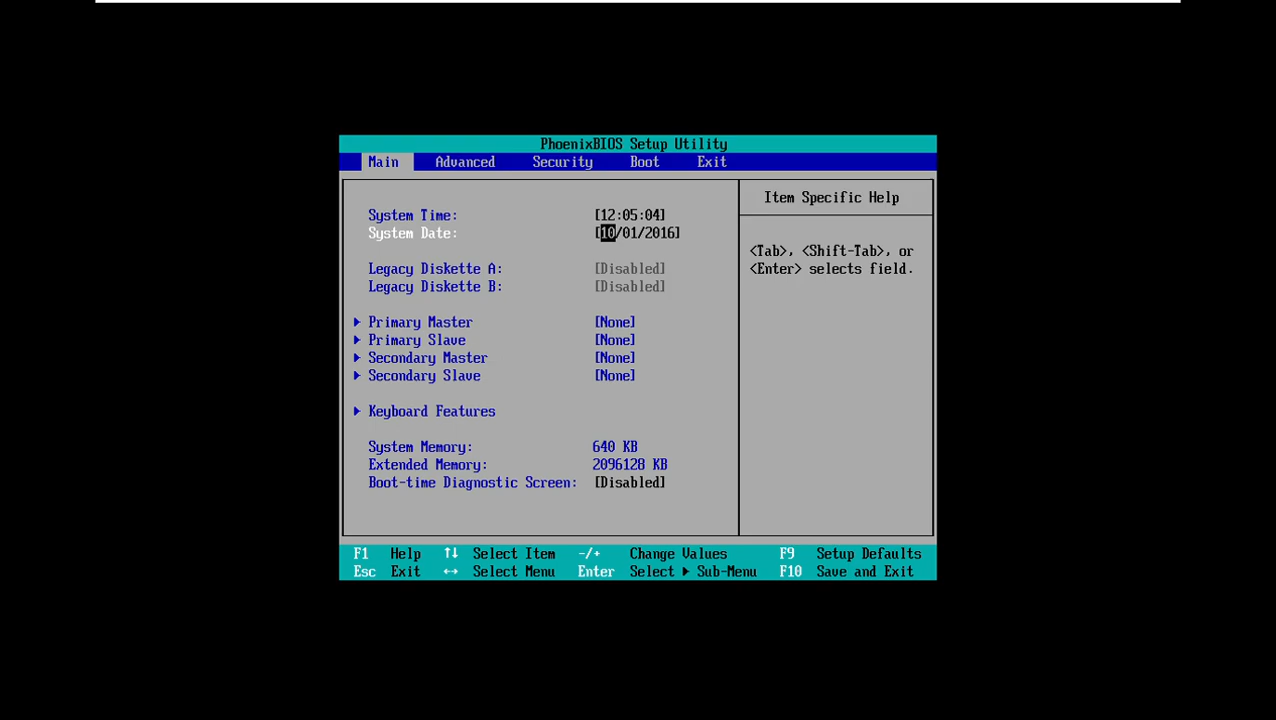 PhoenixBIOS Setup Utility
Main Advanced Security Boot Exit
Item Specific Help
System Time: [12:05:04]
System Date: [10/01/2016]
<Tab>, <Shift-Tab>, or
<Enter> selects field.
Legacy Diskette A: [Disabled]
Legacy Diskette B: [Disabled]
Primary Master [None]
Primary Slave [None]
Secondary Master [None]
Secondary Slave [None]
Keyboard Features
System Memory: 640 KB
Extended Memory: 2096128 KB
Boot-time Diagnostic Screen: [Disabled]
F1 Help ↑↓ Select Item -/+ Change Values F9 Setup Defaults
Esc Exit ↔ Select Menu Enter Select ▶ Sub-Menu F10 Save and Exit